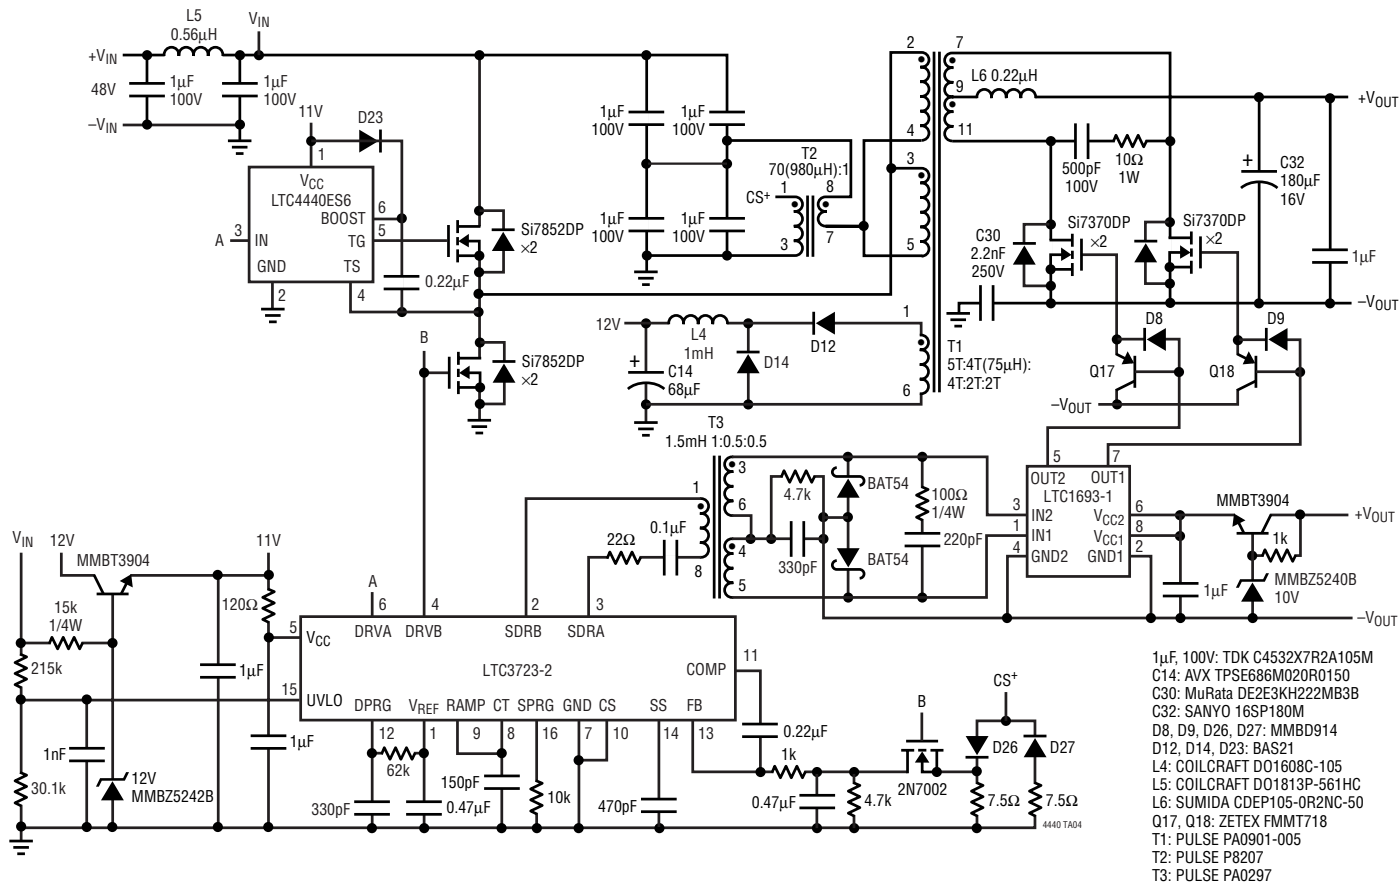 L5
0.56μH
VIN
+VIN
48V
1μF
100V
1μF
100V
–VIN
11V
D23
1
VCC
LTC4440ES6
BOOST
6
A
3
IN
TG
5
GND
TS
2
4
0.22μF
Si7852DP
×2
B
Si7852DP
×2
1μF
100V
1μF
100V
1μF
100V
1μF
100V
T2
70(980μH):1
CS+
1
8
3
7
2
4
3
5
7
9
11
L6 0.22μH
+VOUT
500pF
100V
10Ω
1W
+
C32
180μF
16V
1μF
Si7370DP
×2
Si7370DP
×2
C30
2.2nF
250V
–VOUT
12V
L4
1mH
D12
+
C14
68μF
D14
1
6
T1
5T:4T(75μH):
4T:2T:2T
D8
D9
Q17
Q18
–VOUT
T3
1.5mH 1:0.5:0.5
1
8
3
6
4
5
4.7k
330pF
BAT54
BAT54
100Ω
1/4W
220pF
22Ω
0.1μF
5
7
OUT2
OUT1
LTC1693-1
3
IN2
1
IN1
4
GND2
VCC2
6
VCC1
8
GND1
2
MMBT3904
+VOUT
1k
MMBZ5240B
10V
1μF
–VOUT
VIN
12V
MMBT3904
11V
15k
1/4W
120Ω
215k
1μF
1nF
30.1k
12V
MMBZ5242B
1μF
A
6
4
2
3
DRVA
DRVB
SDRB
SDRA
5
VCC
LTC3723-2
COMP
11
15
UVLO
DPRG
VREF
RAMP
CT
SPRG
GND
CS
SS
FB
12
1
9
8
16
7
10
14
13
62k
330pF
0.47μF
150pF
10k
470pF
0.22μF
1k
0.47μF
4.7k
B
2N7002
CS+
D26
D27
7.5Ω
7.5Ω
4440 TA04
1μF, 100V: TDK C4532X7R2A105M
C14: AVX TPSE686M020R0150
C30: MuRata DE2E3KH222MB3B
C32: SANYO 16SP180M
D8, D9, D26, D27: MMBD914
D12, D14, D23: BAS21
L4: COILCRAFT DO1608C-105
L5: COILCRAFT DO1813P-561HC
L6: SUMIDA CDEP105-0R2NC-50
Q17, Q18: ZETEX FMMT718
T1: PULSE PA0901-005
T2: PULSE P8207
T3: PULSE PA0297